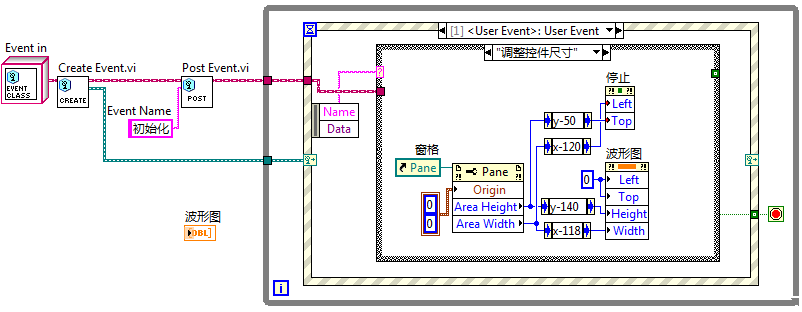 [1] <User Event>: User Event
Event in
Create Event.vi
Post Event.vi
"调整控件尺寸"
EVENT
CLASS
CREATE
POST
停止
Event Name
初始化
Name
Data
Left
Top
y-50
x-120
窗格
波形图
Pane
Pane
0
Left
Origin
Top
0
Area Height
y-140
Height
0
Area Width
x-118
Width
波形图
DBL
i